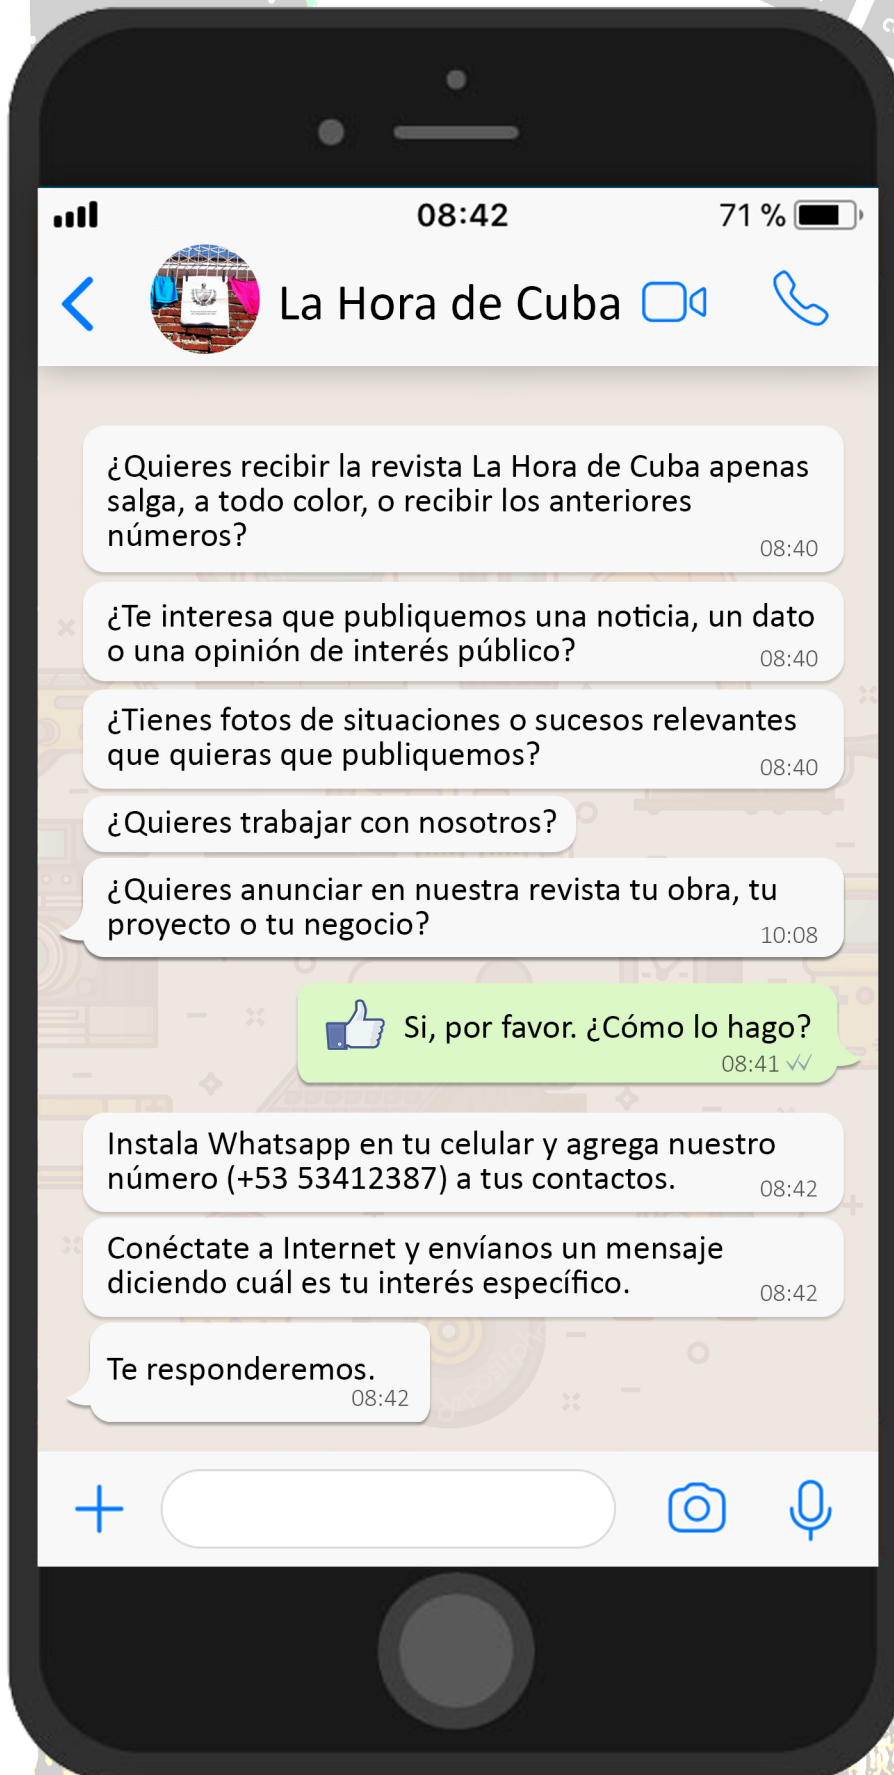 08:42
71 %
La Hora de Cuba
¿Quieres recibir la revista La Hora de Cuba apenas
salga, a todo color, o recibir los anteriores
números?
08:40
¿Te interesa que publiquemos una noticia, un dato
o una opinión de interés público?
08:40
¿Tienes fotos de situaciones o sucesos relevantes
que quieras que publiquemos?
08:40
¿Quieres trabajar con nosotros?
¿Quieres anunciar en nuestra revista tu obra, tu
proyecto o tu negocio?
10:08
Si, por favor. ¿Cómo lo hago?
08:41
Instala Whatsapp en tu celular y agrega nuestro
número (+53 53412387) a tus contactos.
08:42
Conéctate a Internet y envíanos un mensaje
diciendo cuál es tu interés específico.
08:42
Te responderemos.
08:42